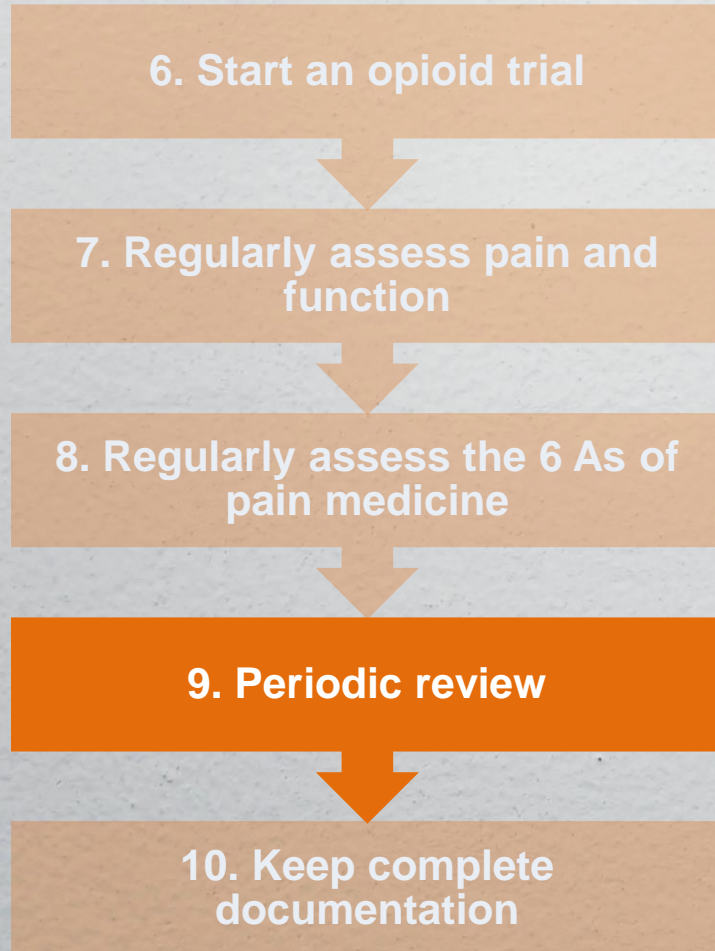 6. Start an opioid trial
7. Regularly assess pain and
function
8. Regularly assess the 6 As of
pain medicine
9. Periodic review
10. Keep complete
documentation